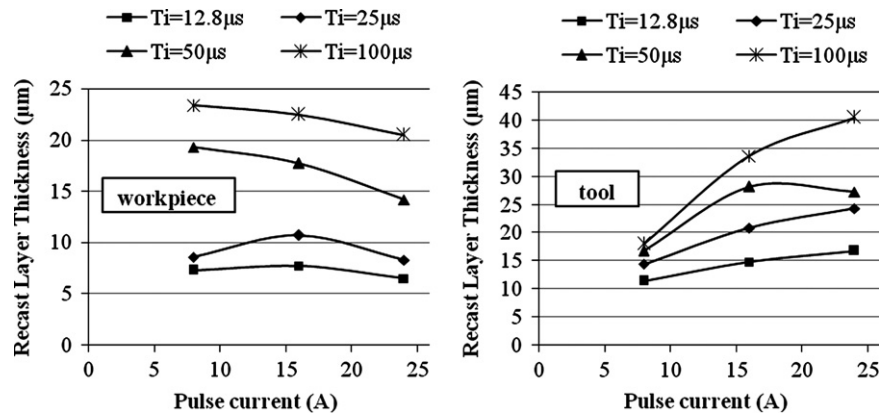 Ti=12.8µs
Ti=25µs
Ti=50µs
Ti=100µs
Recast Layer Thickness (µm)
25
20
15
10
5
0
workpiece
0
5
10
15
20
25
Pulse current (A)
Ti=12.8µs
Ti=25µs
Ti=50µs
Ti=100µs
Recast Layer Thickness (µm)
45
40
35
30
25
20
15
10
5
0
tool
0
5
10
15
20
25
Pulse current (A)